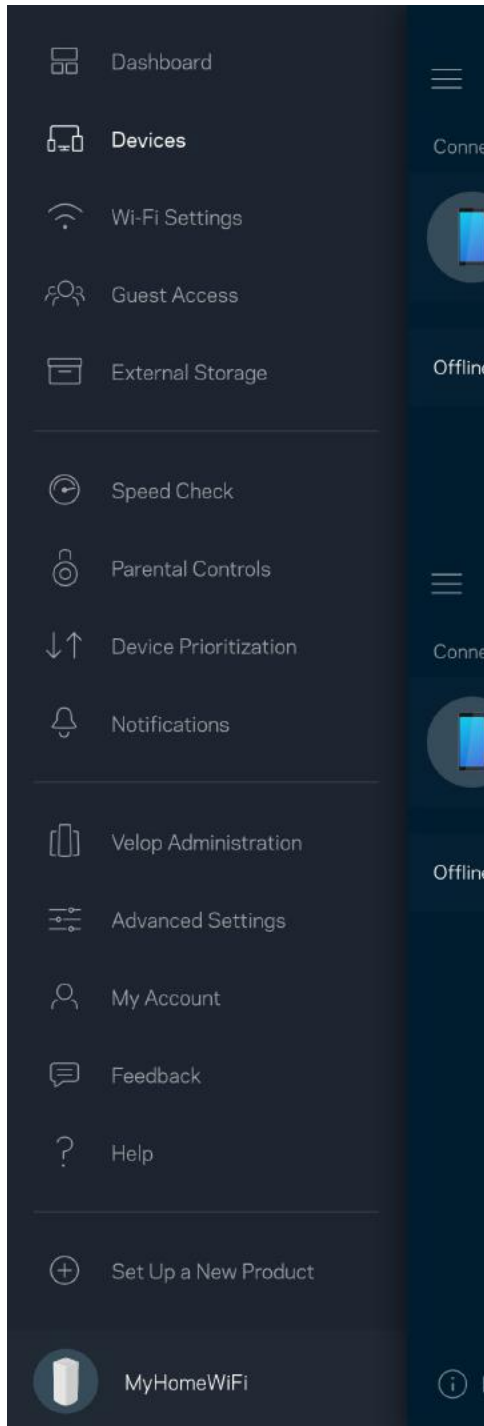 Dashboard
Devices
Wi-Fi Settings
Guest Access
External Storage
Speed Check
Parental Controls
Device Prioritization
Notifications
Velop Administration
Advanced Settings
My Account
Feedback
Help
Set Up a New Product
MyHomeWiFi